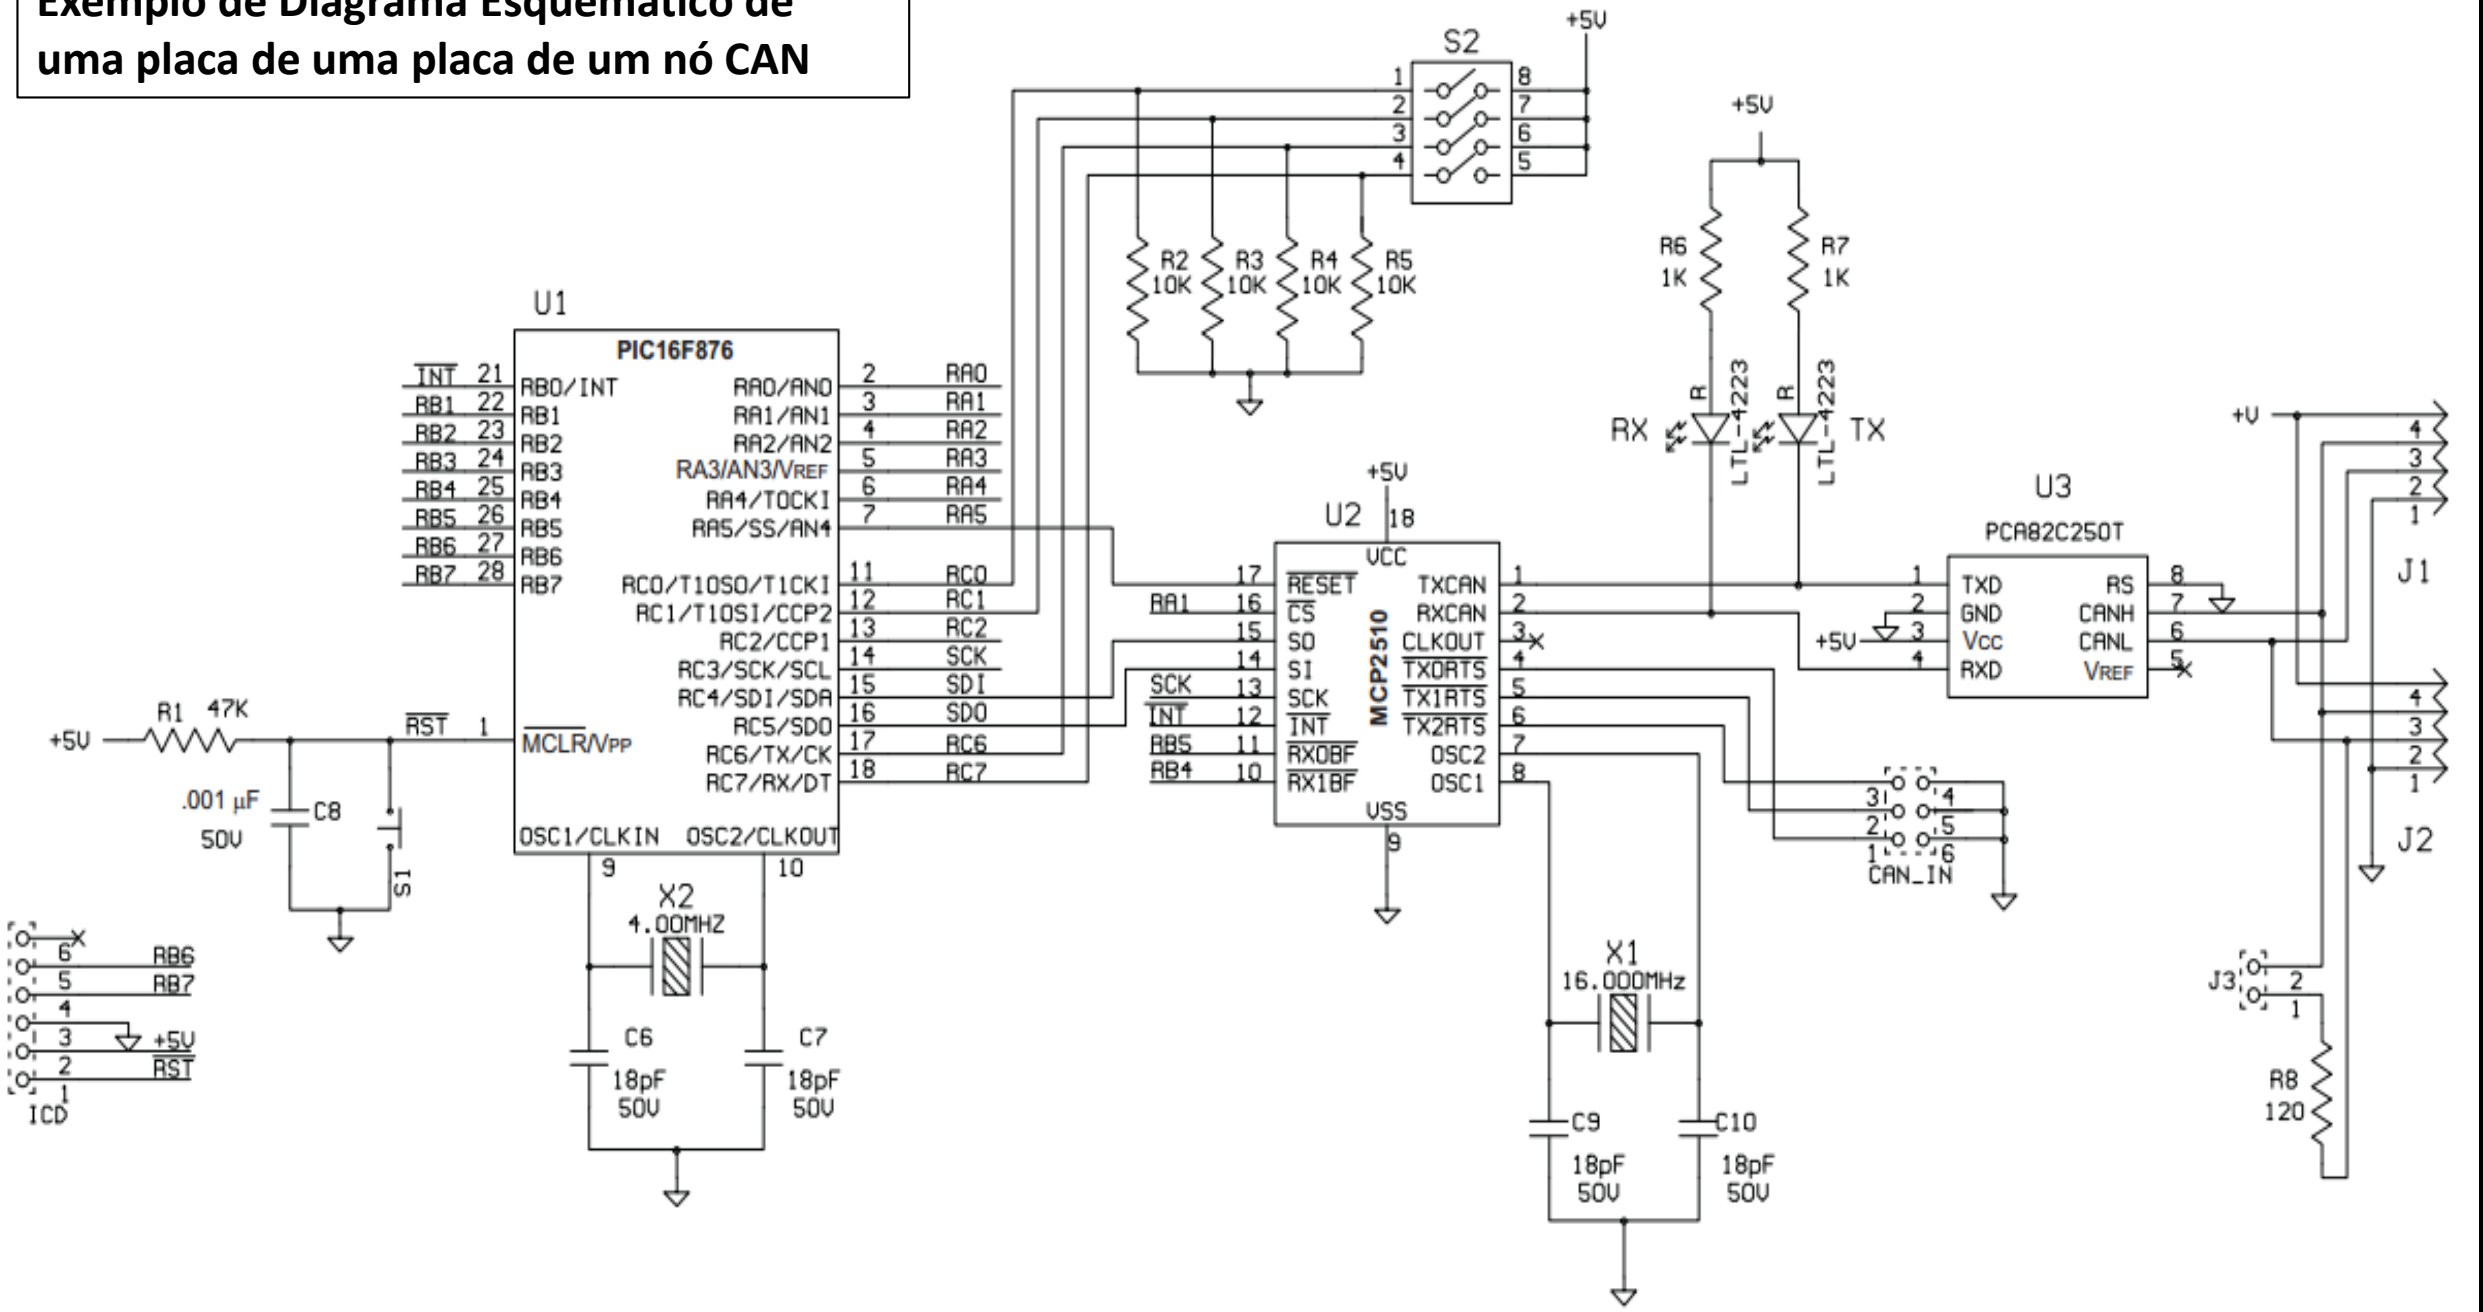 Exemplo de Diagrama Esquemático de
uma placa de uma placa de um nó CAN
+5V
S2
1 8
2 7
3 6
4 5
+5V
R2 10K
R3 10K
R4 10K
R5 10K
R6 1K
R7 1K
RX
R
LTL-4223
R
LTL-4223
TX
U1
PIC16F876
INT 21 RB0/INT
RB1 22 RB1
RB2 23 RB2
RB3 24 RB3
RB4 25 RB4
RB5 26 RB5
RB6 27 RB6
RB7 28 RB7
RST 1 MCLR/VPP
RA0/AN0 2 RA0
RA1/AN1 3 RA1
RA2/AN2 4 RA2
RA3/AN3/VREF 5 RA3
RA4/TOCKI 6 RA4
RA5/SS/AN4 7 RA5
RC0/T1OSO/T1CKI 11 RC0
RC1/T1OSI/CCP2 12 RC1
RC2/CCP1 13 RC2
RC3/SCK/SCL 14 SCK
RC4/SDI/SDA 15 SDI
RC5/SDO 16 SDO
RC6/TX/CK 17 RC6
RC7/RX/DT 18 RC7
OSC1/CLKIN OSC2/CLKOUT
9 10
+5V
R1 47K
.001 µF
50V
C8
S1
X2
4.00MHZ
C6
18pF
50V
C7
18pF
50V
6
5 RB6
4 RB7
3
2 +5V
1 RST
ICD
+5V
U2 18
VCC
MCP2510
17 RESET
RA1 16 CS
15 SO
14 SI
SCK 13 SCK
INT 12 INT
RB5 11 RX0BF
RB4 10 RX1BF
VSS
9
TXCAN 1
RXCAN 2
CLKOUT 3
TX0RTS 4
TX1RTS 5
TX2RTS 6
OSC2 7
OSC1 8
X1
16.000MHz
C9
18pF
50V
C10
18pF
50V
3 4
2 5
1 6
CAN_IN
U3
PCA82C250T
1 TXD
2 GND
+5V 3 Vcc
4 RXD
RS 8
CANH 7
CANL 6
VREF 5
+V
4
3
2
1
J1
4
3
2
1
J2
J3
2
1
R8
120